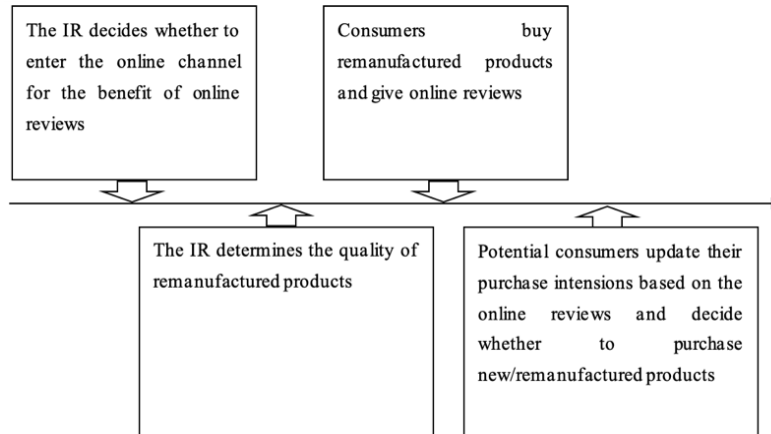 The IR decides whether to
enter the online channel
for the benefit of online
reviews
Consumers buy
remanufactured products
and give online reviews
The IR determines the quality of
remanufactured products
Potential consumers update their
purchase intensions based on the
online reviews and decide
whether to purchase
new/remanufactured products